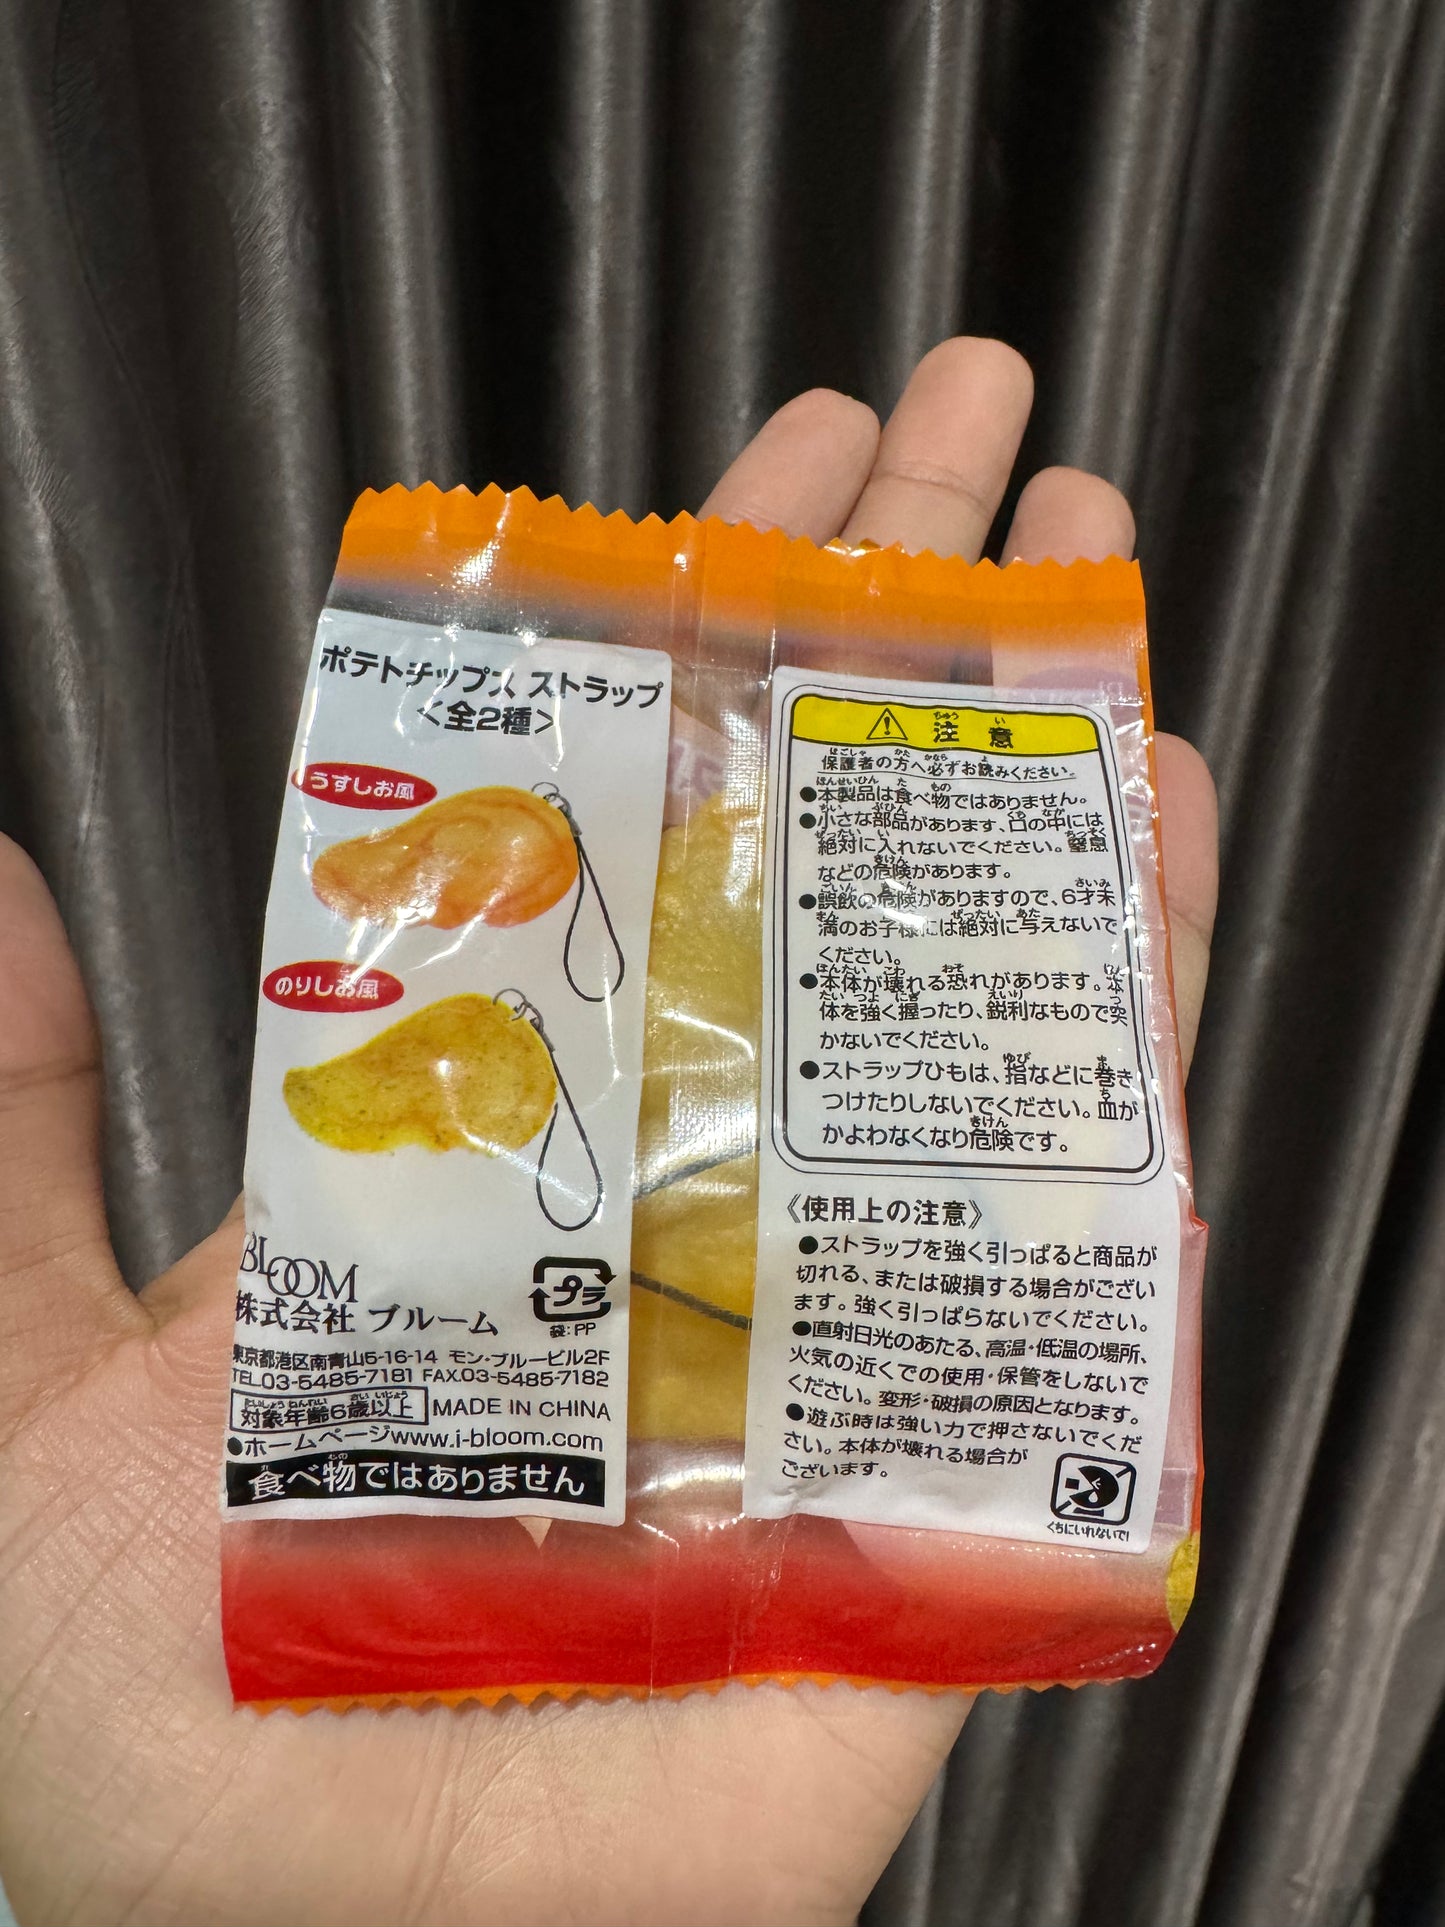 ポテトチップス ストラップ
<全2種>
うすしお風
のりしお風
BLOOM
株式会社 ブルーム
プラ
袋:PP
東京都港区南青山5-16-14 モン・ブルービル2F
TEL.03-5485-7181 FAX.03-5485-7182
対象年齢6歳以上 MADE IN CHINA
●ホームページwww.i-bloom.com
食べ物ではありません
注意
保護者の方へ必ずお読みください。
●本製品は食べ物ではありません。
●小さな部品があります、口の中には
絶対に入れないでください。窒息
などの危険があります。
●誤飲の危険がありますので、6才未
満のお子様には絶対に与えないで
ください。
●本体が壊れる恐れがあります。本
体を強く握ったり、鋭利なもので突
かないでください。
●ストラップひもは、指などに巻き
つけたりしないでください。血が
かよわなくなり危険です。
《使用上の注意》
●ストラップを強く引っぱると商品が
切れる、または破損する場合がござい
ます。強く引っぱらないでください。
●直射日光のあたる、高温・低温の場所、
火気の近くでの使用・保管をしないで
ください。変形・破損の原因となります。
●遊ぶ時は強い力で押さないでくだ
さい。本体が壊れる場合が
ございます。
くちにいれないで!